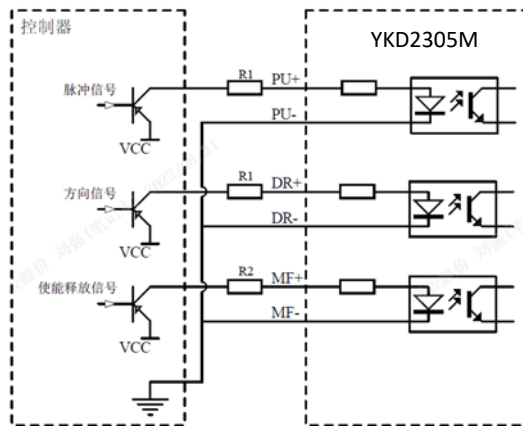 控制器
YKD2305M
脉冲信号
R1
PU+
PU-
VCC
方向信号
R1
DR+
DR-
VCC
使能释放信号
R2
MF+
MF-
VCC